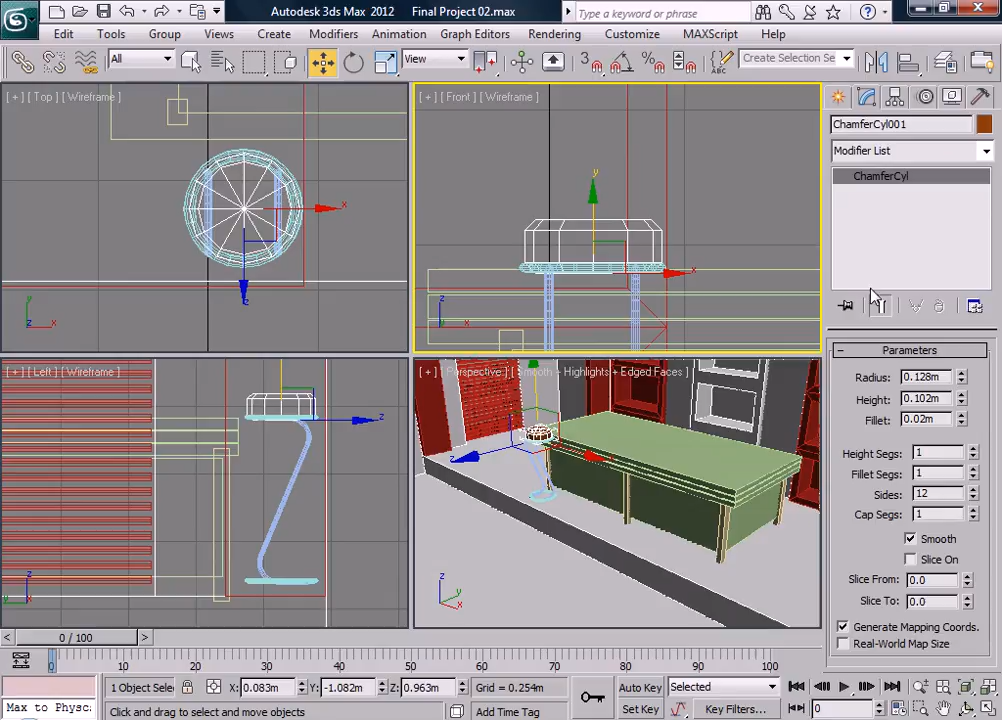 Autodesk 3ds Max 2012 Final Project 02.max
Type a keyword or phrase
Edit Tools Group Views Create Modifiers Animation Graph Editors Rendering Customize MAXScript Help
All View Create Selection Se
[ + ] [ Top ] [ Wireframe ]
[ + ] [ Front ] [ Wireframe ]
ChamferCyl001
Modifier List
ChamferCyl
x
z
y
x
y
z x
z
x
[ + ] [ Left ] [ Wireframe ]
[ + ] [ Perspective ] [ Smooth + Highlights + Edged Faces ]
Parameters
Radius: 0.128m
Height: 0.102m
Fillet: 0.02m
Height Segs: 1
Fillet Segs: 1
Sides: 12
Cap Segs: 1
Smooth
Slice On
Slice From: 0.0
Slice To: 0.0
Generate Mapping Coords.
Real-World Map Size
z
z
x
z
y
z
y
x
0 / 100
0 10 20 30 40 50 60 70 80 90 100
1 Object Selec X: 0.083m Y: -1.082m Z: 0.963m Grid = 0.254m Auto Key Selected
Max to Physc Click and drag to select and move objects Add Time Tag Set Key Key Filters... 0